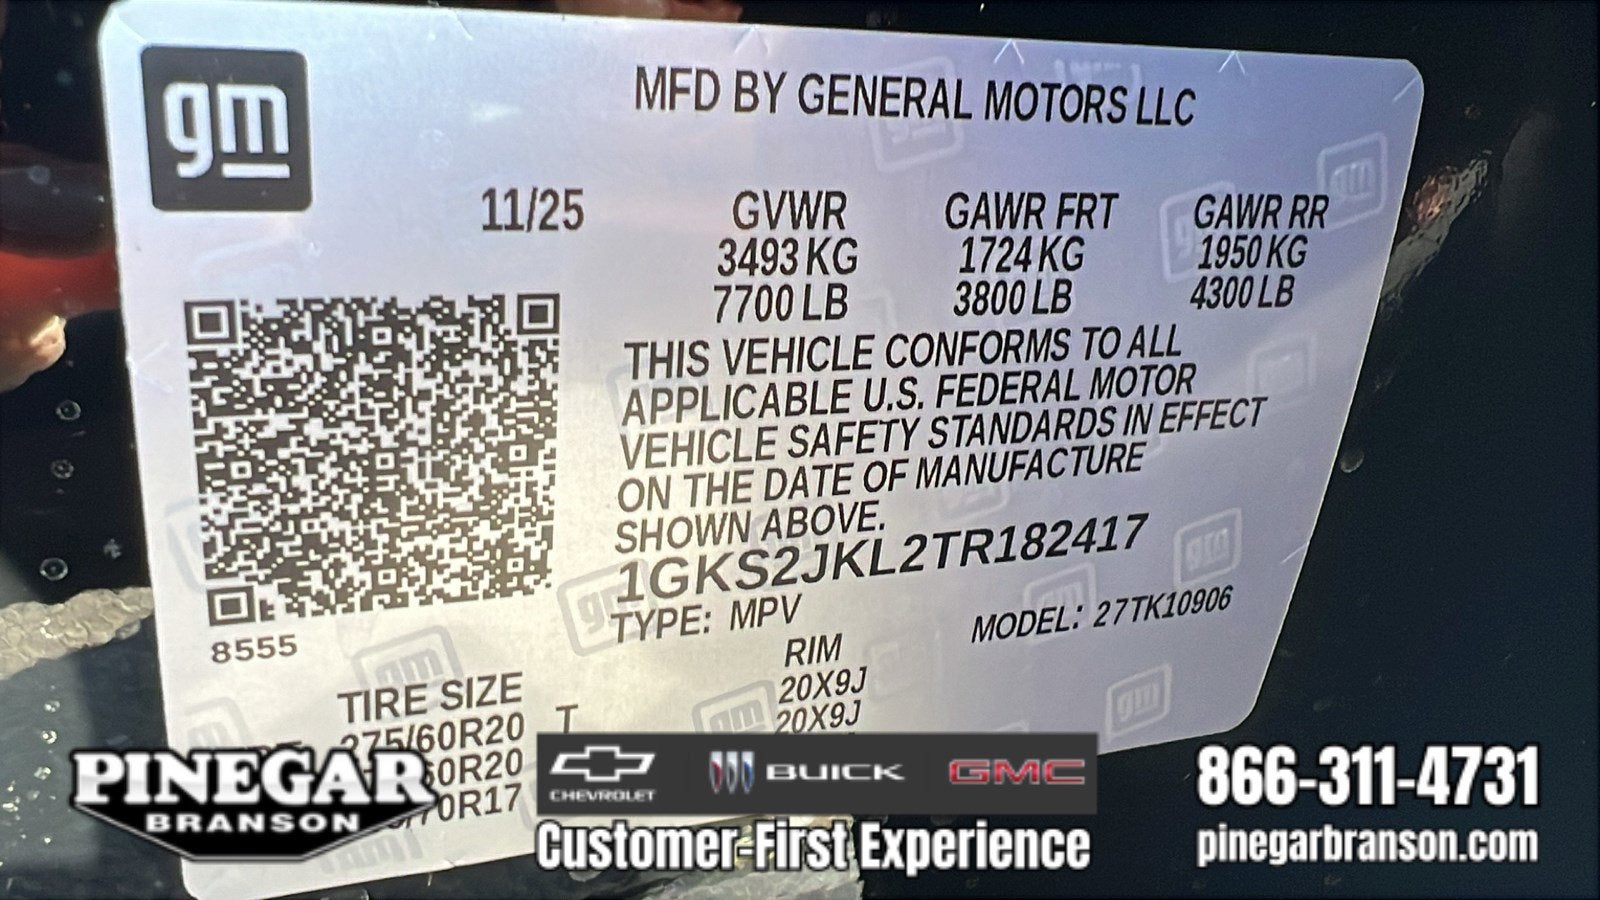 gm
MFD BY GENERAL MOTORS LLC
11/25 GVWR GAWR FRT GAWR RR
3493 KG 1724 KG 1950 KG
7700 LB 3800 LB 4300 LB
THIS VEHICLE CONFORMS TO ALL
APPLICABLE U.S. FEDERAL MOTOR
VEHICLE SAFETY STANDARDS IN EFFECT
ON THE DATE OF MANUFACTURE
SHOWN ABOVE.
1GKS2JKL2TR182417
TYPE: MPV MODEL: 27TK10906
8555
TIRE SIZE RIM
275/60R20 T 20X9J
60R20 20X9J
70R17
PINEGAR
BRANSON
CHEVROLET BUICK GMC
Customer-First Experience
866-311-4731
pinegarbranson.com